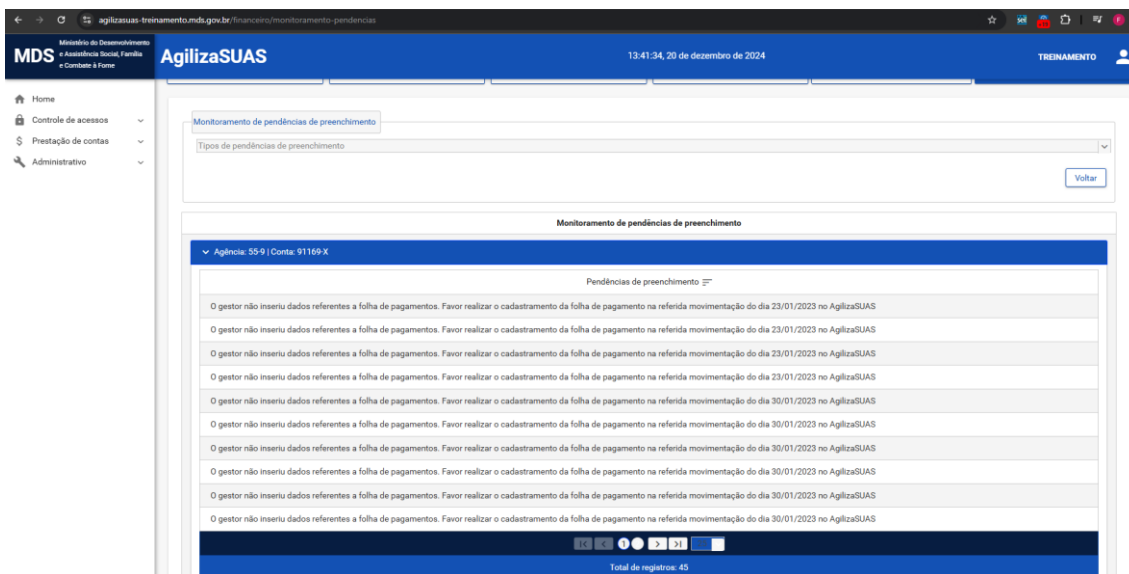 agilizasuas-treinamento.mds.gov.br/financeiro/monitoramento-pendencias
MDS
Ministério do Desenvolvimento
e Assistência Social, Família
e Combate à Fome
AgilizaSUAS
13:41:34, 20 de dezembro de 2024
TREINAMENTO
Home
Controle de acessos
Prestação de contas
Administrativo
Monitoramento de pendências de preenchimento
Tipos de pendências de preenchimento
Voltar
Monitoramento de pendências de preenchimento
Agência: 55-9 | Conta: 91169-X
Pendências de preenchimento
O gestor não inseriu dados referentes a folha de pagamentos. Favor realizar o cadastramento da folha de pagamento na referida movimentação do dia 23/01/2023 no AgilizaSUAS
O gestor não inseriu dados referentes a folha de pagamentos. Favor realizar o cadastramento da folha de pagamento na referida movimentação do dia 23/01/2023 no AgilizaSUAS
O gestor não inseriu dados referentes a folha de pagamentos. Favor realizar o cadastramento da folha de pagamento na referida movimentação do dia 23/01/2023 no AgilizaSUAS
O gestor não inseriu dados referentes a folha de pagamentos. Favor realizar o cadastramento da folha de pagamento na referida movimentação do dia 23/01/2023 no AgilizaSUAS
O gestor não inseriu dados referentes a folha de pagamentos. Favor realizar o cadastramento da folha de pagamento na referida movimentação do dia 30/01/2023 no AgilizaSUAS
O gestor não inseriu dados referentes a folha de pagamentos. Favor realizar o cadastramento da folha de pagamento na referida movimentação do dia 30/01/2023 no AgilizaSUAS
O gestor não inseriu dados referentes a folha de pagamentos. Favor realizar o cadastramento da folha de pagamento na referida movimentação do dia 30/01/2023 no AgilizaSUAS
O gestor não inseriu dados referentes a folha de pagamentos. Favor realizar o cadastramento da folha de pagamento na referida movimentação do dia 30/01/2023 no AgilizaSUAS
O gestor não inseriu dados referentes a folha de pagamentos. Favor realizar o cadastramento da folha de pagamento na referida movimentação do dia 30/01/2023 no AgilizaSUAS
O gestor não inseriu dados referentes a folha de pagamentos. Favor realizar o cadastramento da folha de pagamento na referida movimentação do dia 30/01/2023 no AgilizaSUAS
1
Total de registros: 45